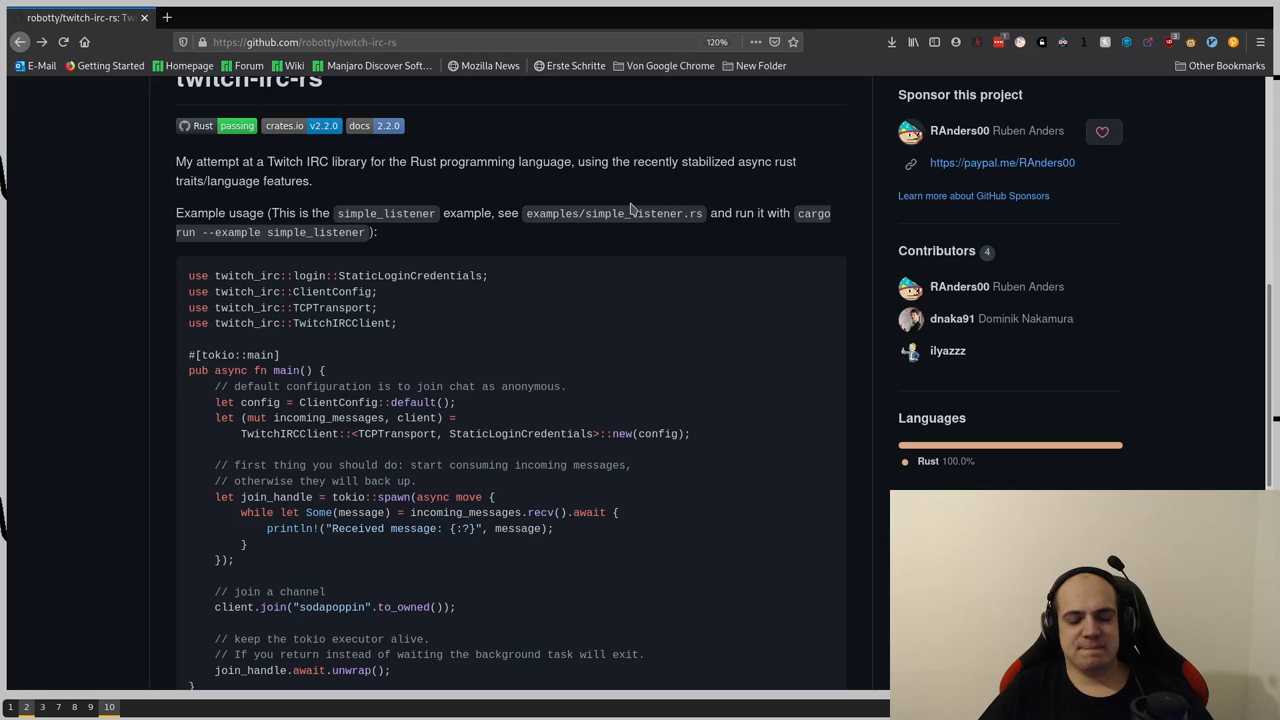 robotty/twitch-irc-rs: Tw
https://github.com/robotty/twitch-irc-rs
120%
1
3
E-Mail
Getting Started
Homepage
Forum
Wiki
Manjaro Discover Soft...
Mozilla News
Erste Schritte
Von Google Chrome
New Folder
Other Bookmarks
twitch-irc-rs
Rust passing
crates.io v2.2.0
docs 2.2.0
My attempt at a Twitch IRC library for the Rust programming language, using the recently stabilized async rust
traits/language features.
Example usage (This is the simple_listener example, see examples/simple_listener.rs and run it with cargo
run --example simple_listener ):
use twitch_irc::login::StaticLoginCredentials;
use twitch_irc::ClientConfig;
use twitch_irc::TCPTransport;
use twitch_irc::TwitchIRCClient;
#[tokio::main]
pub async fn main() {
// default configuration is to join chat as anonymous.
let config = ClientConfig::default();
let (mut incoming_messages, client) =
TwitchIRCClient::<TCPTransport, StaticLoginCredentials>::new(config);
// first thing you should do: start consuming incoming messages,
// otherwise they will back up.
let join_handle = tokio::spawn(async move {
while let Some(message) = incoming_messages.recv().await {
println!("Received message: {:?}", message);
}
});
// join a channel
client.join("sodapoppin".to_owned());
// keep the tokio executor alive.
// If you return instead of waiting the background task will exit.
join_handle.await.unwrap();
}
Sponsor this project
RAnders00 Ruben Anders
https://paypal.me/RAnders00
Learn more about GitHub Sponsors
Contributors 4
RAnders00 Ruben Anders
dnaka91 Dominik Nakamura
ilyazzz
Languages
Rust 100.0%
1 2 3 7 8 9 10